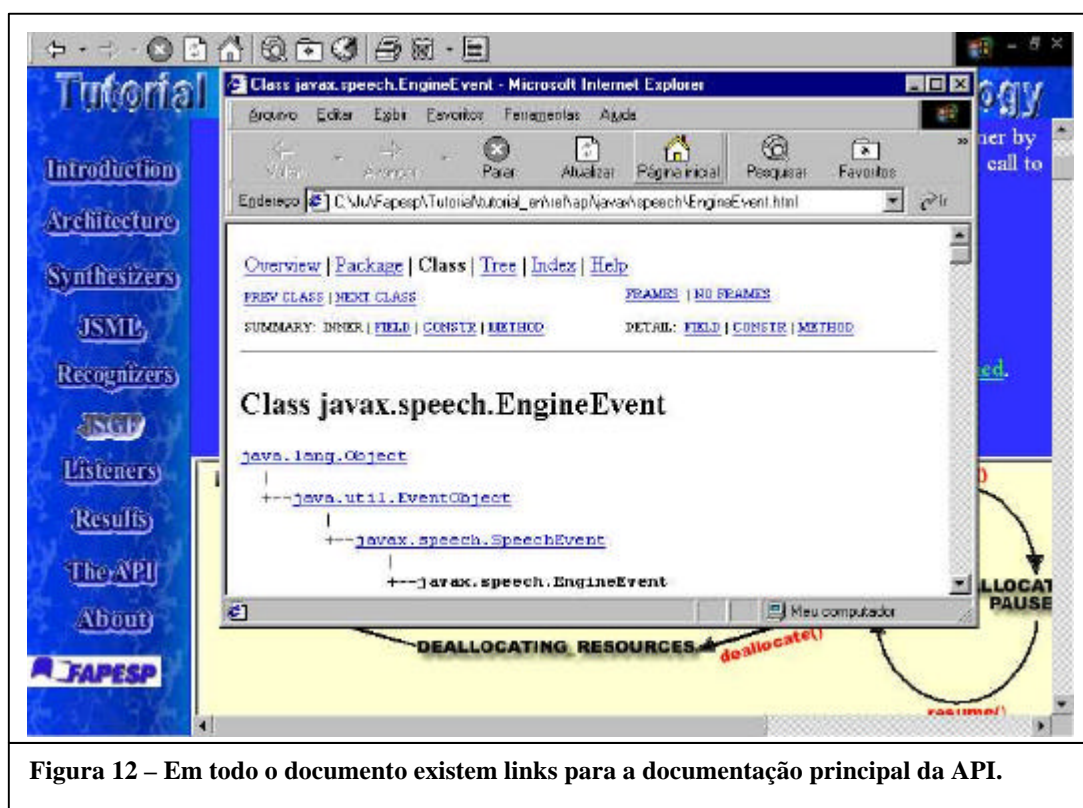 Tutorial
ogy
Class javax.speech.EngineEvent - Microsoft Internet Explorer
Arquivo Editar Exibir Favoritos Ferramentas Ajuda
Voltar Avançar Parar Atualizar Página inicial Pesquisar Favoritos
Endereço C:\Ju\Fapesp\Tutorial\tutorial_en\ref\api\javax\speech\EngineEvent.html Ir
ner by
call to
Introduction
Architecture
Synthesizers
JSML
Recognizers
JSGF
Listeners
Results
The API
About
FAPESP
Overview | Package | Class | Tree | Index | Help
PREV CLASS | NEXT CLASS FRAMES | NO FRAMES
SUMMARY: INNER | FIELD | CONSTR | METHOD DETAIL: FIELD | CONSTR | METHOD
Class javax.speech.EngineEvent
java.lang.Object
|
+--java.util.EventObject
|
+--javax.speech.SpeechEvent
|
+--javax.speech.EngineEvent
Meu computador
ed.
)
LLOCAT
PAUSE
DEALLOCATING RESOURCES
deallocate()
resume()
Figura 12 – Em todo o documento existem links para a documentação principal da API.